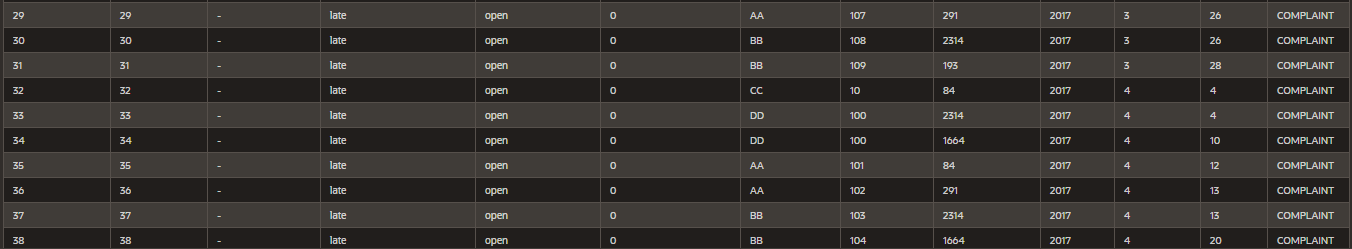 29 29 - late open 0 AA 107 291 2017 3 26 COMPLAINT
30 30 - late open 0 BB 108 2314 2017 3 26 COMPLAINT
31 31 - late open 0 BB 109 193 2017 3 28 COMPLAINT
32 32 - late open 0 CC 10 84 2017 4 4 COMPLAINT
33 33 - late open 0 DD 100 2314 2017 4 4 COMPLAINT
34 34 - late open 0 DD 100 1664 2017 4 10 COMPLAINT
35 35 - late open 0 AA 101 84 2017 4 12 COMPLAINT
36 36 - late open 0 AA 102 291 2017 4 13 COMPLAINT
37 37 - late open 0 BB 103 2314 2017 4 13 COMPLAINT
38 38 - late open 0 BB 104 1664 2017 4 20 COMPLAINT